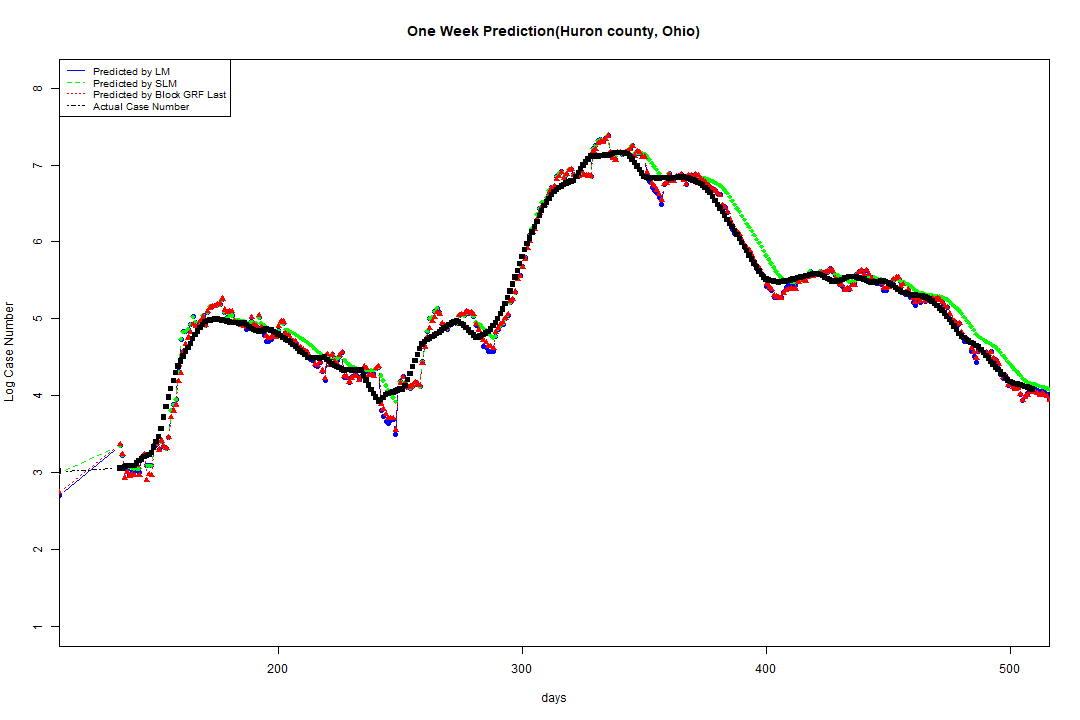 One Week Prediction(Huron county, Ohio)
Predicted by LM
Predicted by SLM
Predicted by Block GRF Last
Actual Case Number
8
7
6
5
4
3
2
1
Log Case Number
200
300
400
500
days